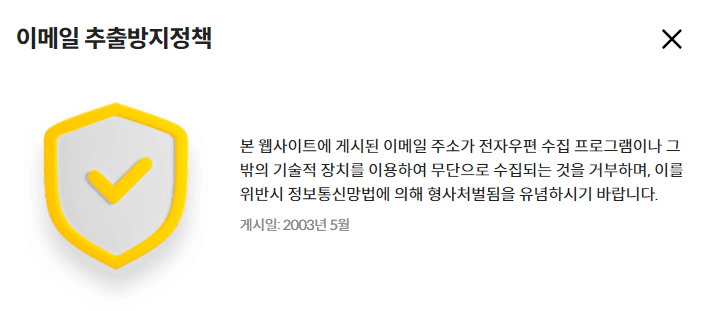 이메일 추출방지정책
본 웹사이트에 게시된 이메일 주소가 전자우편 수집 프로그램이나 그
밖의 기술적 장치를 이용하여 무단으로 수집되는 것을 거부하며, 이를
위반시 정보통신망법에 의해 형사처벌됨을 유념하시기 바랍니다.
게시일: 2003년 5월